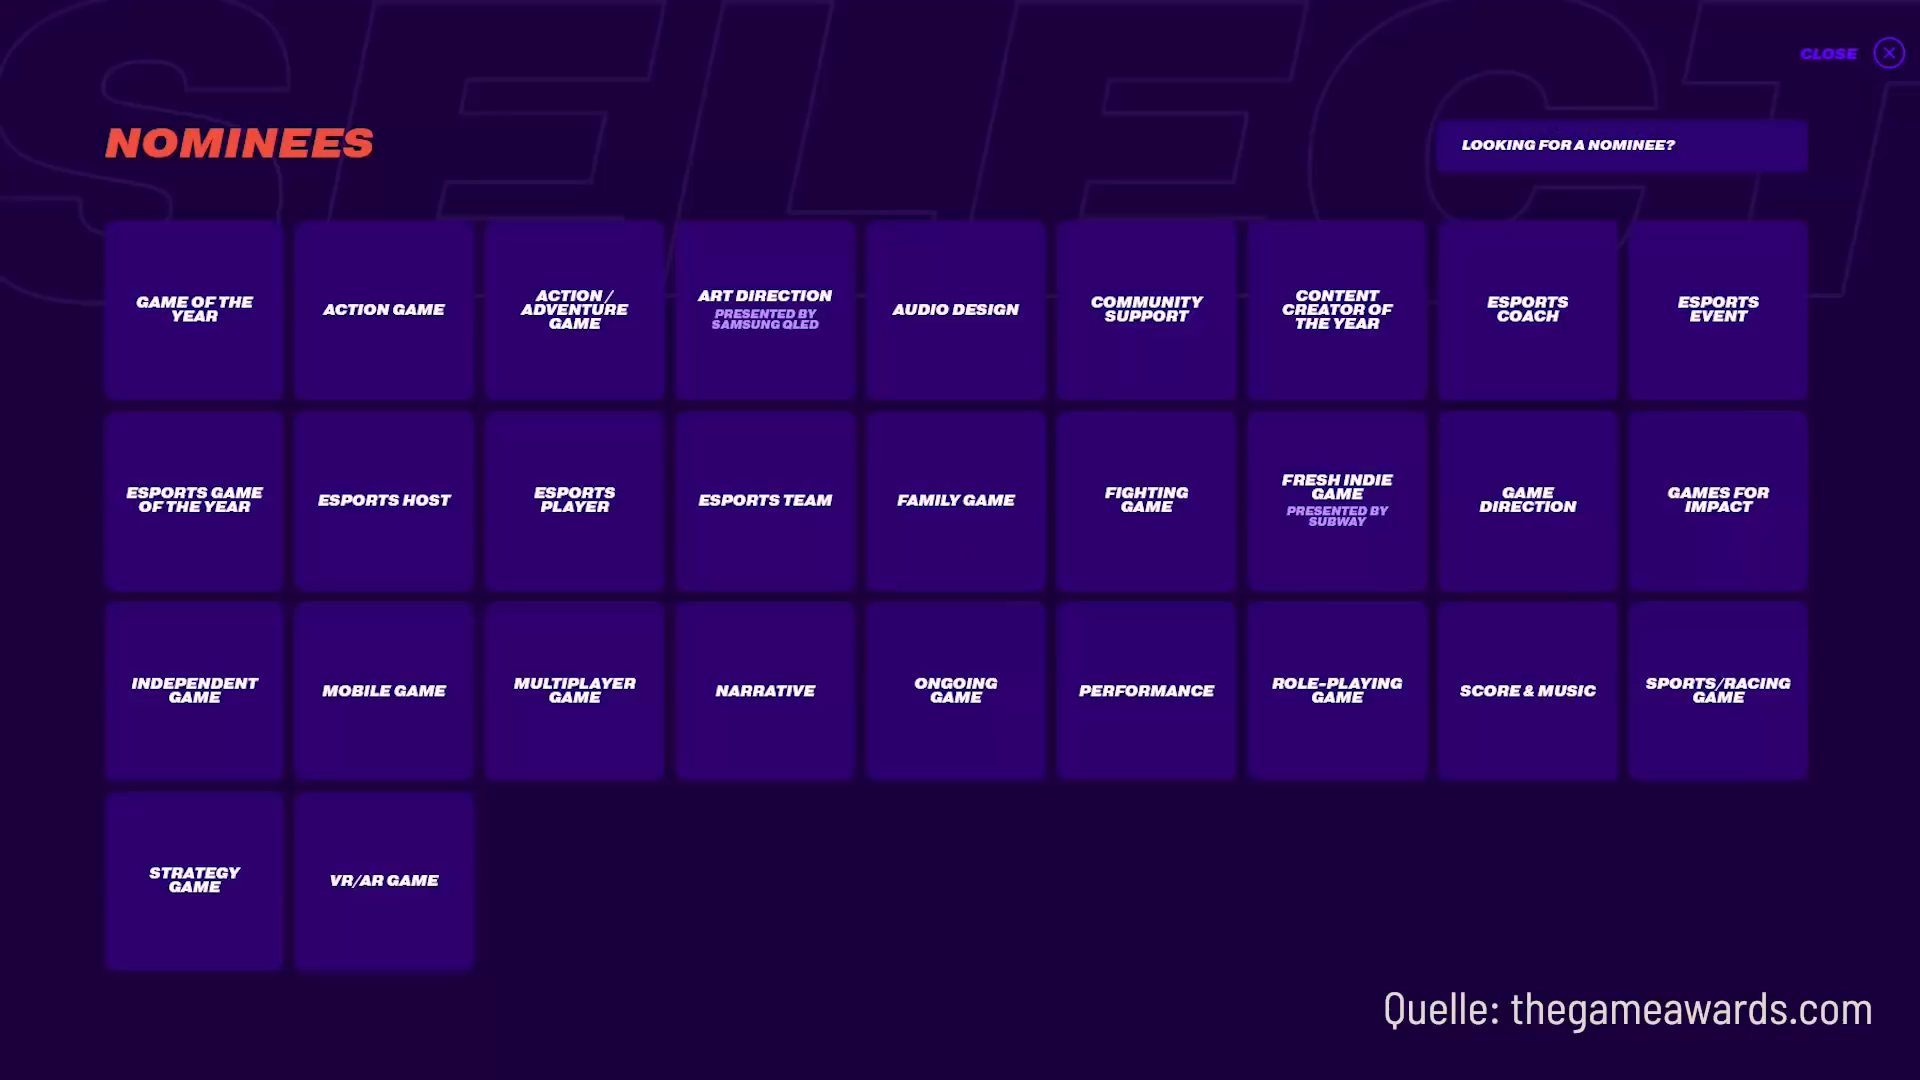 SELECT
CLOSE
NOMINEES
LOOKING FOR A NOMINEE?
GAME OF THE
YEAR
ACTION GAME
ACTION /
ADVENTURE
GAME
ART DIRECTION
PRESENTED BY
SAMSUNG QLED
AUDIO DESIGN
COMMUNITY
SUPPORT
CONTENT
CREATOR OF
THE YEAR
ESPORTS
COACH
ESPORTS
EVENT
ESPORTS GAME
OF THE YEAR
ESPORTS HOST
ESPORTS
PLAYER
ESPORTS TEAM
FAMILY GAME
FIGHTING
GAME
FRESH INDIE
GAME
PRESENTED BY
SUBWAY
GAME
DIRECTION
GAMES FOR
IMPACT
INDEPENDENT
GAME
MOBILE GAME
MULTIPLAYER
GAME
NARRATIVE
ONGOING
GAME
PERFORMANCE
ROLE-PLAYING
GAME
SCORE & MUSIC
SPORTS/RACING
GAME
STRATEGY
GAME
VR/AR GAME
Quelle: thegameawards.com